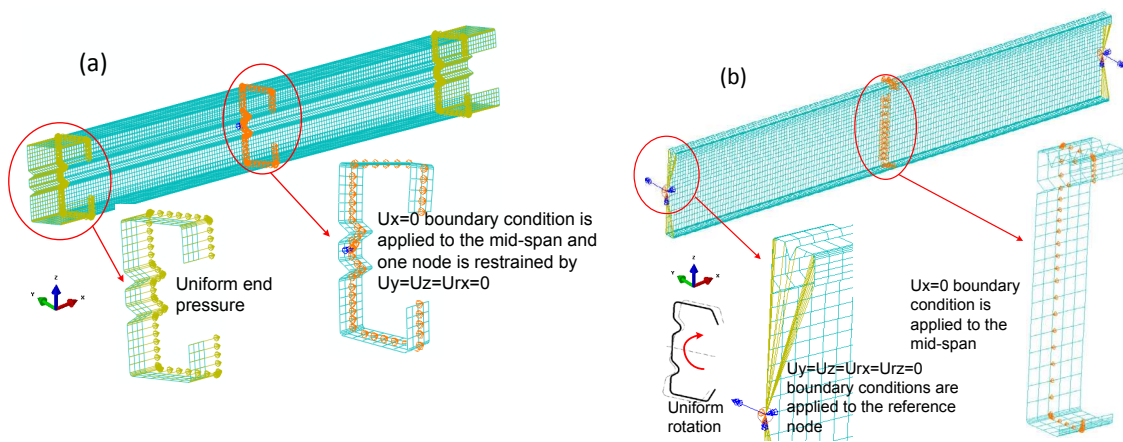 (a)
Uniform end
pressure
Ux=0 boundary condition is
applied to the mid-span and
one node is restrained by
Uy=Uz=Urx=0
Z
Y
X
(b)
Ux=0 boundary
condition is
applied to the
mid-span
Z
Y
X
Uniform
rotation
Uy=Uz=Urx=Urz=0
boundary conditions are
applied to the reference
node